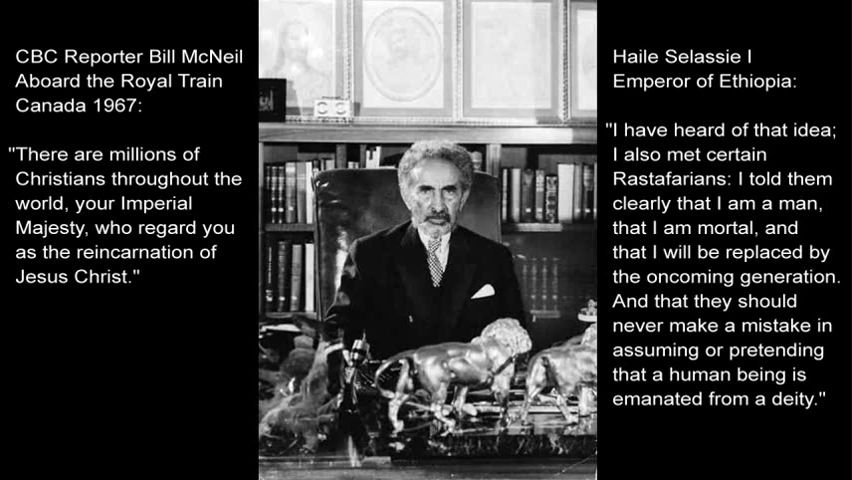 CBC Reporter Bill McNeil
Aboard the Royal Train
Canada 1967:
"There are millions of
Christians throughout the
world, your Imperial
Majesty, who regard you
as the reincarnation of
Jesus Christ."
Haile Selassie I
Emperor of Ethiopia:
"I have heard of that idea;
I also met certain
Rastafarians: I told them
clearly that I am a man,
that I am mortal, and
that I will be replaced by
the oncoming generation.
And that they should
never make a mistake in
assuming or pretending
that a human being is
emanated from a deity."